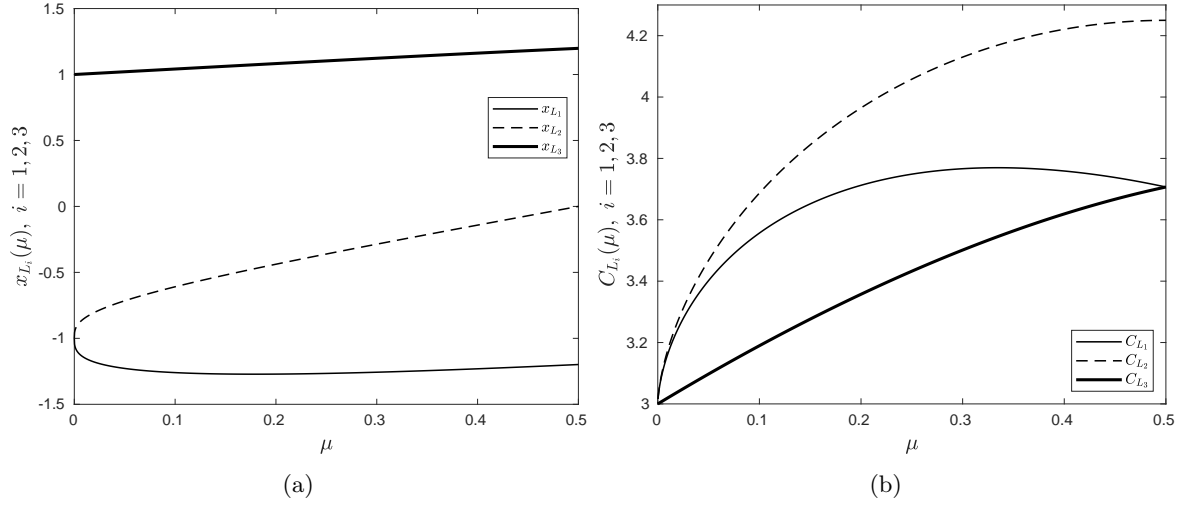 1.5
1
0.5
0
-0.5
-1
-1.5
x_{L_i}(μ), i = 1, 2, 3
x_{L_1}
x_{L_2}
x_{L_3}
0 0.1 0.2 0.3 0.4 0.5
μ
(a)
4.2
4
3.8
3.6
3.4
3.2
3
C_{L_i}(μ), i = 1, 2, 3
C_{L_1}
C_{L_2}
C_{L_3}
0 0.1 0.2 0.3 0.4 0.5
μ
(b)